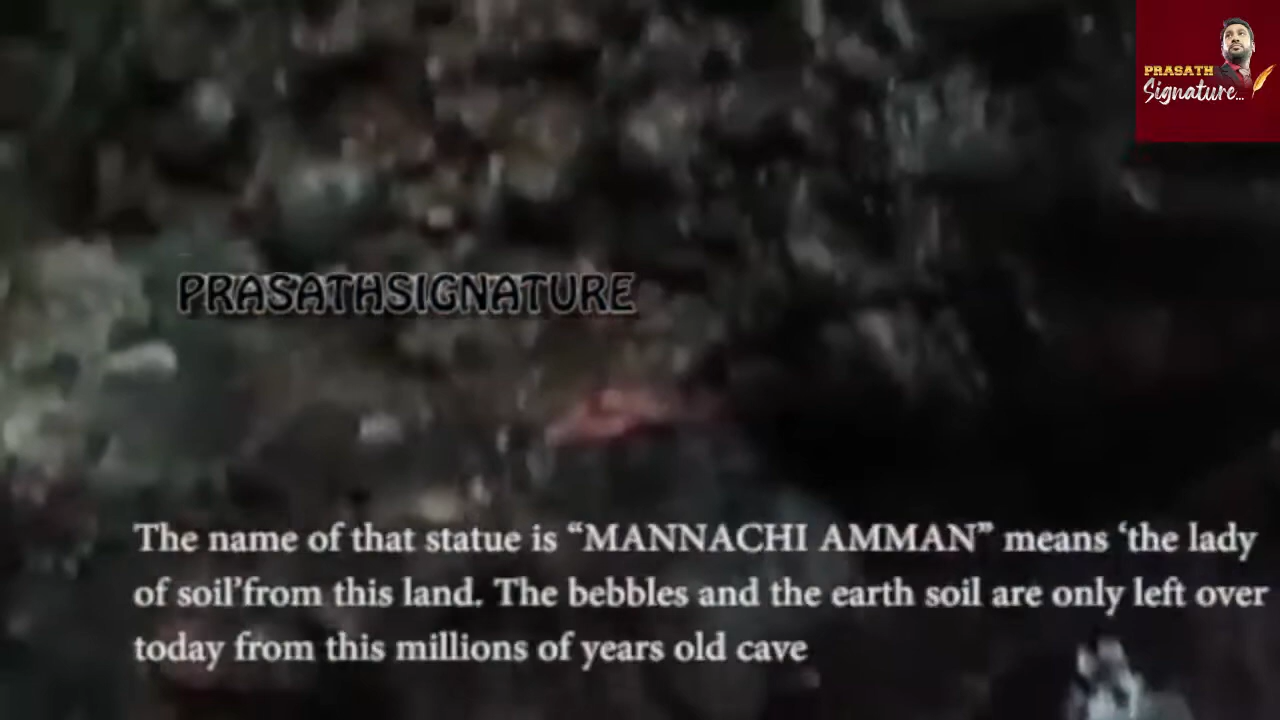 PRASATH
Signature...
PRASATHSIGNATURE
The name of that statue is “MANNACHI AMMAN” means ‘the lady
of soil’from this land. The bebbles and the earth soil are only left over
today from this millions of years old cave